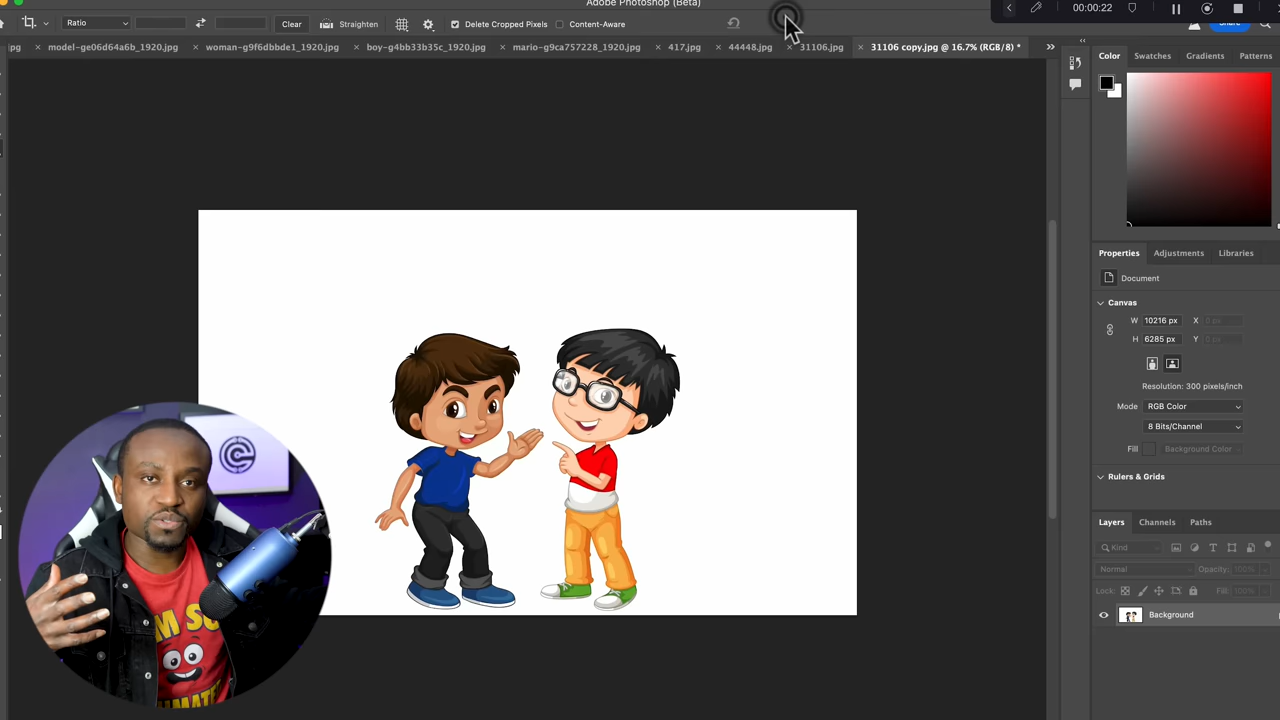 Adobe Photoshop (Beta)
00:00:22
Ratio
Clear
Straighten
Delete Cropped Pixels
Content-Aware
Share
pg
× model-ge06d64a6b_1920.jpg
× woman-g9f6dbbde1_1920.jpg
× boy-g4bb33b35c_1920.jpg
× mario-g9ca757228_1920.jpg
× 417.jpg
× 44448.jpg
× 31106.jpg
× 31106 copy.jpg @ 16.7% (RGB/8) *
Color
Swatches
Gradients
Patterns
Properties
Adjustments
Libraries
Document
Canvas
W 10216 px X 0 px
H 6285 px Y 0 px
Resolution: 300 pixels/inch
Mode RGB Color
8 Bits/Channel
Fill Background Color
Rulers & Grids
Layers
Channels
Paths
Kind
Normal
Opacity: 100%
Lock:
Fill: 100%
Background